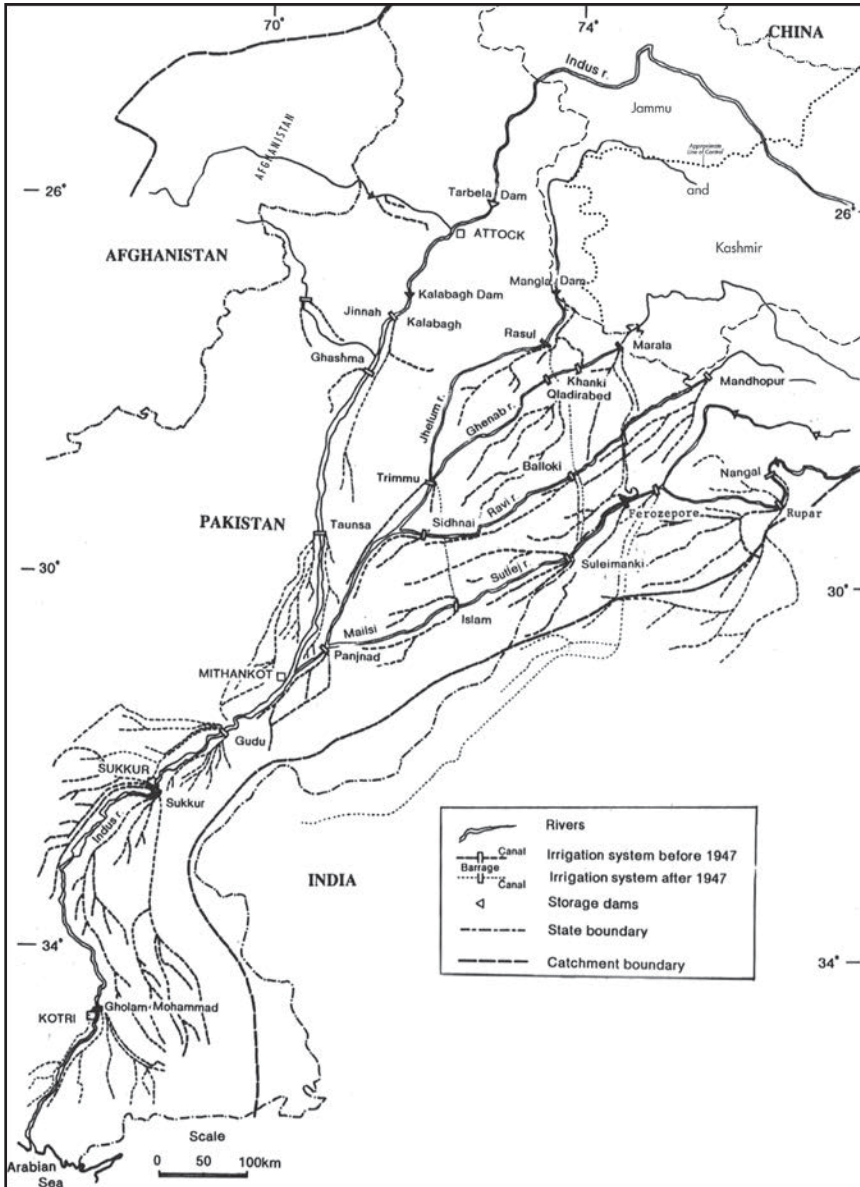 70°
74°
CHINA
Indus r.
Jammu
AFGHANISTAN
Approximate
Line of Control
26°
Tarbela Dam
and
26°
ATTOCK
AFGHANISTAN
Kashmir
Mangla Dam
Kalabagh Dam
Jinnah
Kalabagh
Rasul
Marala
Ghashma
Khanki
Mandhopur
Qladirabed
Jhelum r.
Ghenab r.
Trimmu
Balloki
Nangal
Ravi r.
PAKISTAN
Sidhnai
Taunsa
Ferozepore
Rupar
30°
Sutlej r.
Suleimanki
30°
Mailsi
Islam
Panjnad
MITHANKOT
Gudu
SUKKUR
Sukkur
Indus r.
INDIA
Rivers
Canal
Irrigation system before 1947
Barrage
Canal
Irrigation system after 1947
Storage dams
State boundary
Catchment boundary
34°
34°
Gholam Mohammad
KOTRI
Scale
Arabian
Sea
0 50 100km